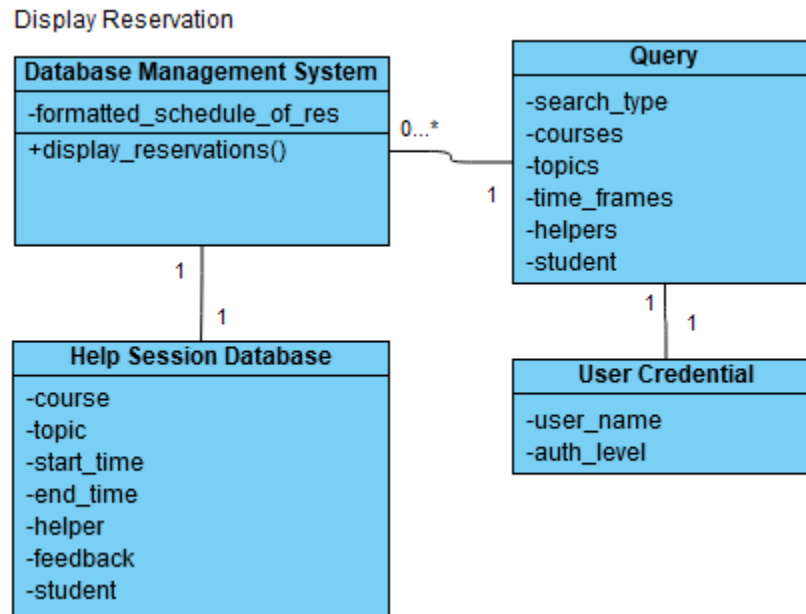 Display Reservation
Database Management System
-formatted_schedule_of_res
+display_reservations()
0...*
1
Query
-search_type
-courses
-topics
-time_frames
-helpers
-student
1
1
Help Session Database
-course
-topic
-start_time
-end_time
-helper
-feedback
-student
1
1
User Credential
-user_name
-auth_level